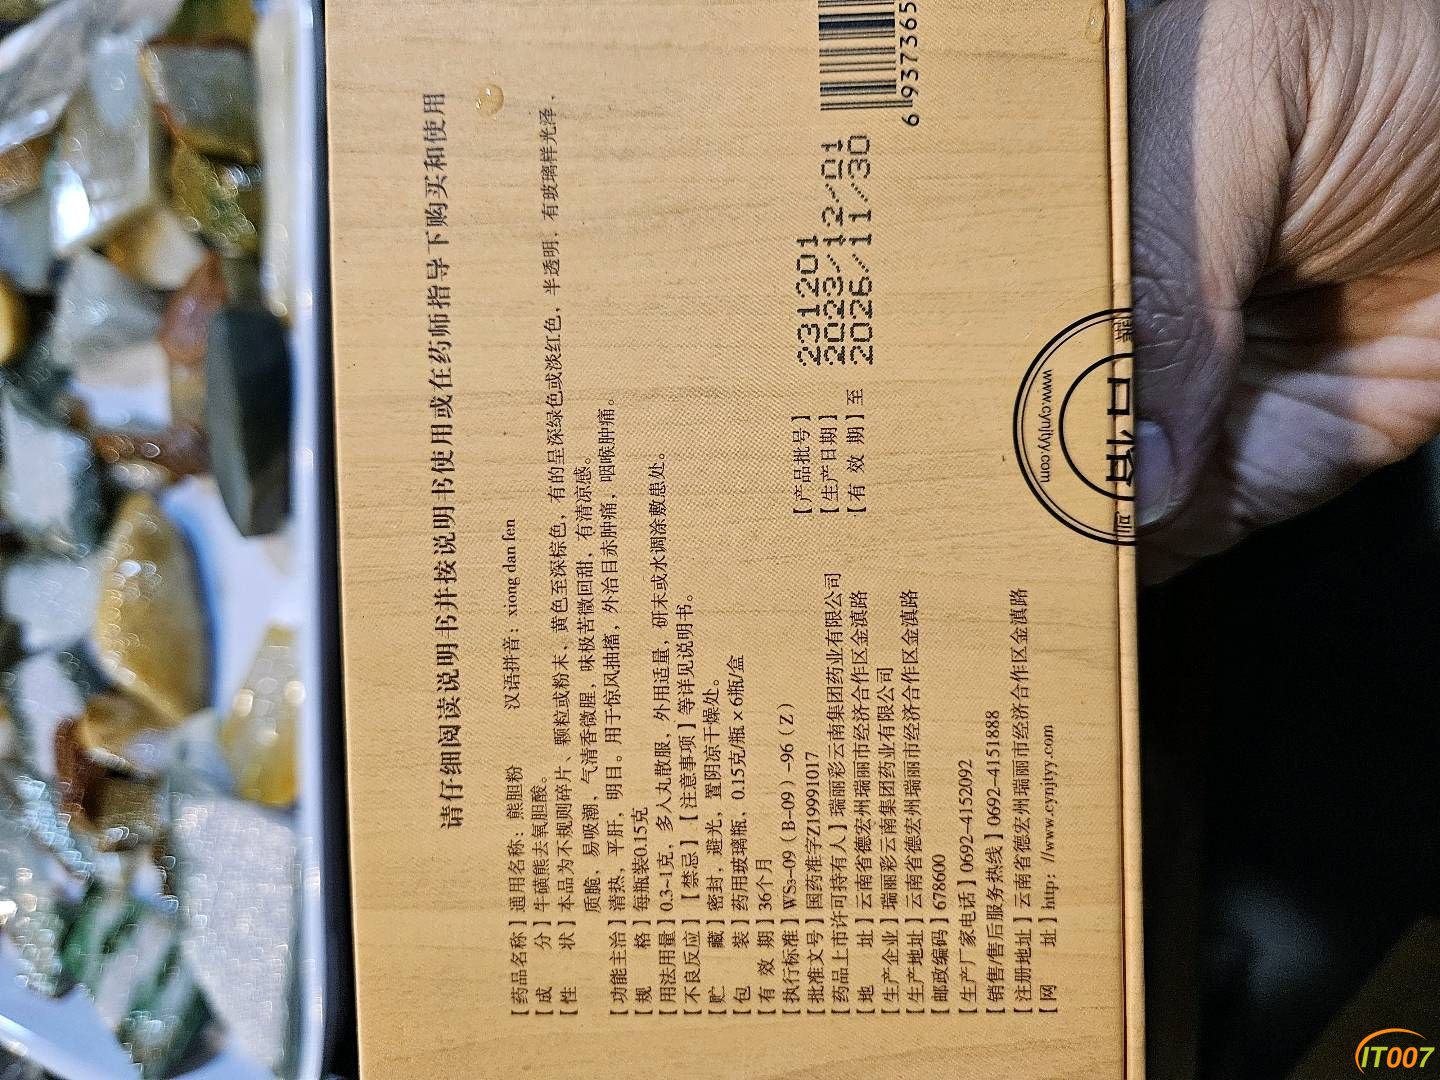 请仔细阅读说明书并按说明书使用或在药师指导下购买和使用
【药品名称】通用名称：熊胆粉 汉语拼音：xiong dan fen
【成 分】牛磺熊去氧胆酸。
【性 状】本品为不规则碎片、颗粒或粉末，黄色至深棕色，有的呈深绿色或淡红色，半透明，有玻璃样光泽，
质脆，易吸潮、气清香微腥，味极苦微回甜，有清凉感。
【功能主治】清热，平肝，明目。用于惊风抽搐，外治目赤肿痛，咽喉肿痛。
【规 格】每瓶装0.15克
【用法用量】0.3-1克，多入丸散服，外用适量，研末或水调涂敷患处。
【不良反应】【禁忌】【注意事项】等详见说明书。
【贮 藏】密封，避光，置阴凉干燥处。
【包 装】药用玻璃瓶，0.15克/瓶×6瓶/盒
【有 效 期】36个月
【执行标准】WS₃-09（B-09）-96（Z）
【批准文号】国药准字Z19991017
【药品上市许可持有人】瑞丽彩云南集团药业有限公司
【地 址】云南省德宏州瑞丽市经济合作区金滇路
【生产企业】瑞丽彩云南集团药业有限公司
【生产地址】云南省德宏州瑞丽市经济合作区金滇路
【邮政编码】678600
【生产厂家电话】0692-4152092
【销售/售后服务热线】0692-4151888
【注册地址】云南省德宏州瑞丽市经济合作区金滇路
【网 址】http：//www.cynjtyy.com
【产品批号】 231201
【生产日期】 2023/12/01
【有 效 期】至 2026/11/30
6 937365
www.cynjtyy.com
IT007